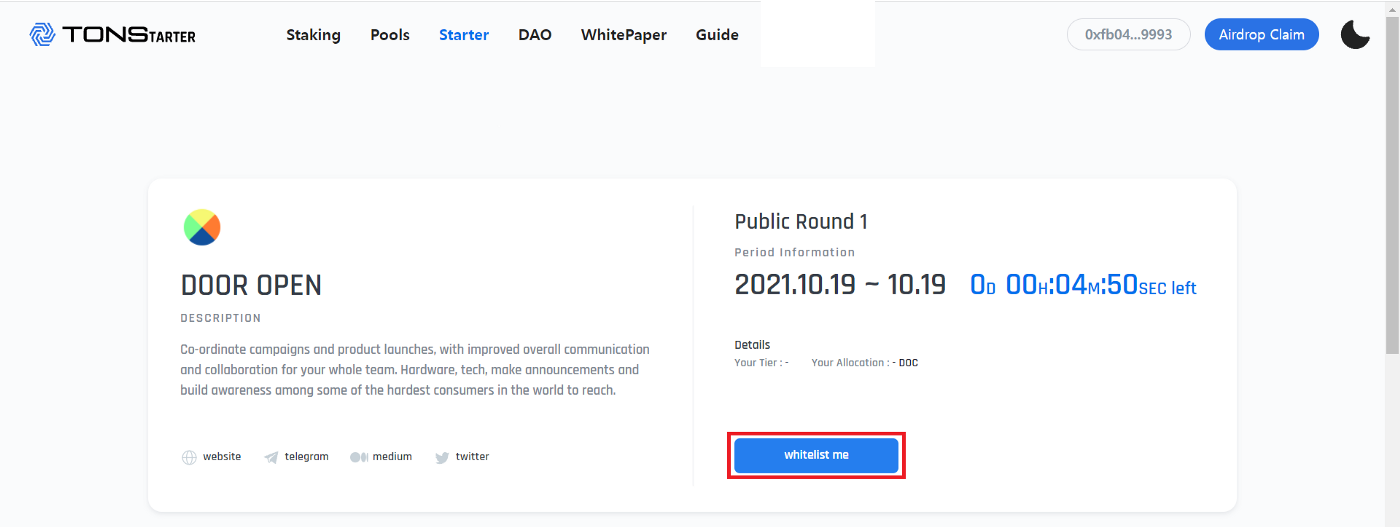 TONSTARTER
Staking Pools Starter DAO WhitePaper Guide
0xfb04...9993
Airdrop Claim
DOOR OPEN
DESCRIPTION
Co-ordinate campaigns and product launches, with improved overall communication
and collaboration for your whole team. Hardware, tech, make announcements and
build awareness among some of the hardest consumers in the world to reach.
website telegram medium twitter
Public Round 1
Period Information
2021.10.19 ~ 10.19 0D 00H:04M:50SEC left
Details
Your Tier : - Your Allocation : - DOC
whitelist me